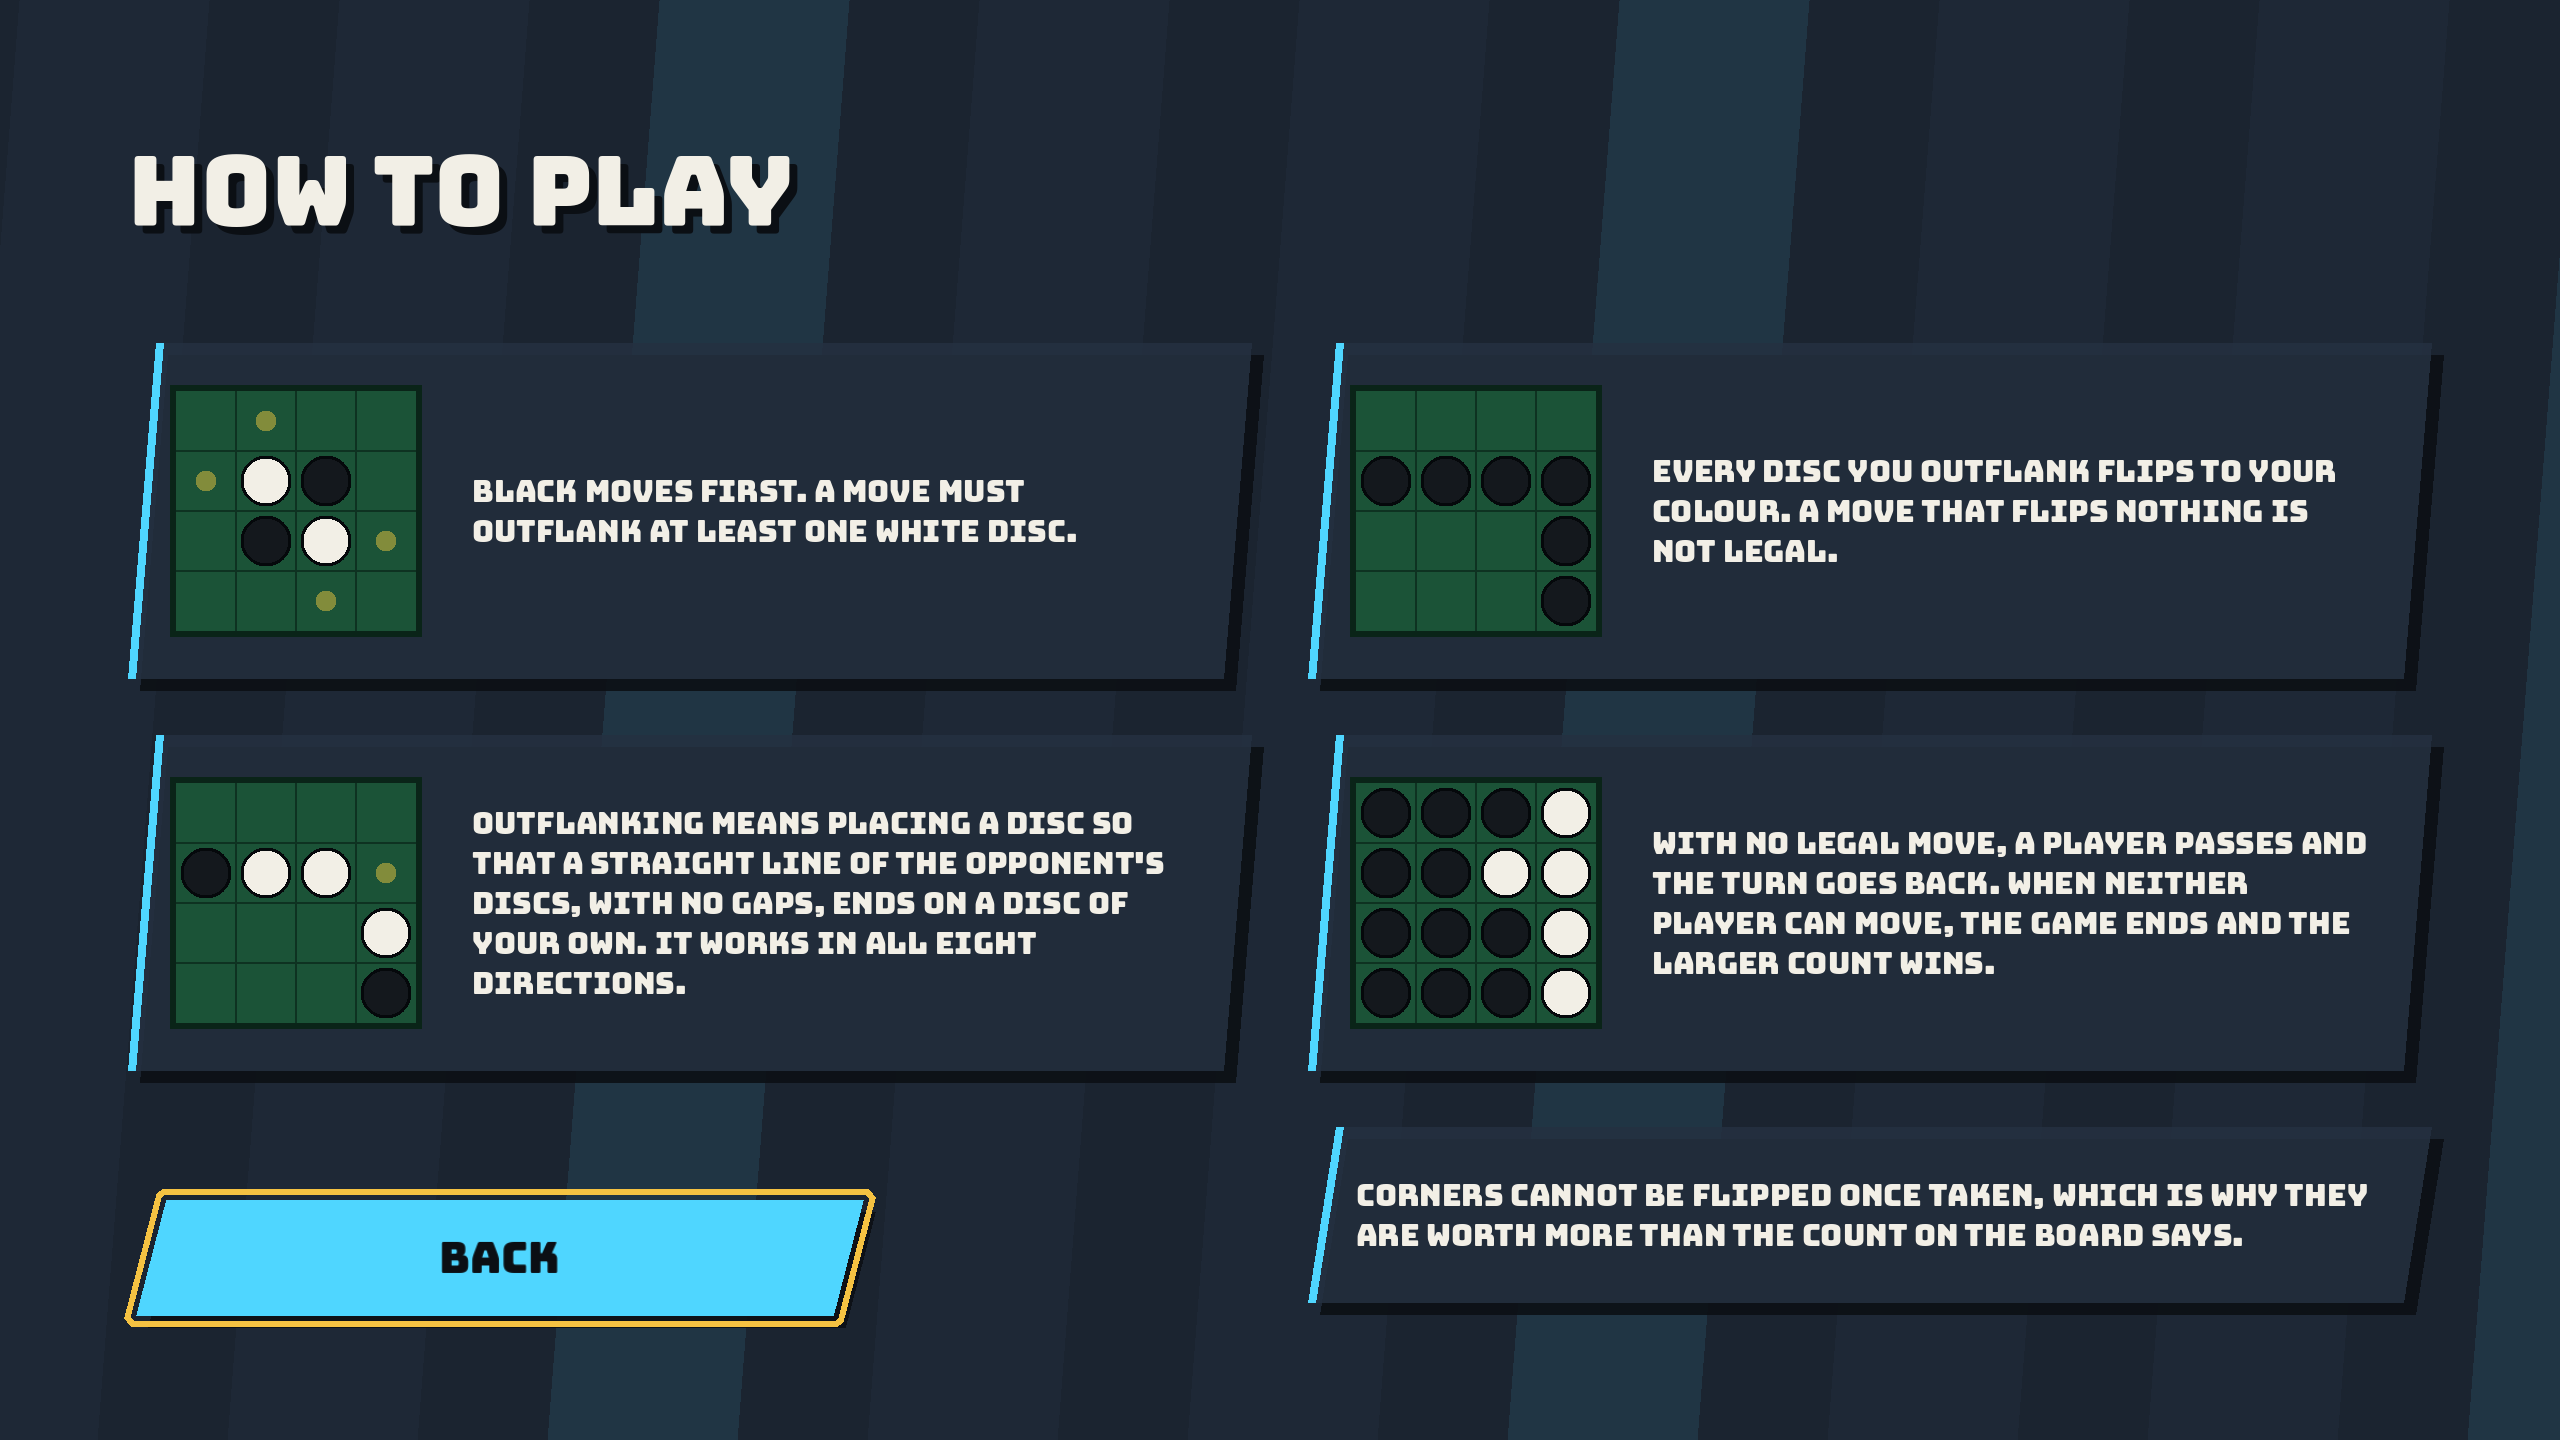 HOW TO PLAY
BLACK MOVES FIRST. A MOVE MUST
OUTFLANK AT LEAST ONE WHITE DISC.
EVERY DISC YOU OUTFLANK FLIPS TO YOUR
COLOUR. A MOVE THAT FLIPS NOTHING IS
NOT LEGAL.
OUTFLANKING MEANS PLACING A DISC SO
THAT A STRAIGHT LINE OF THE OPPONENT'S
DISCS, WITH NO GAPS, ENDS ON A DISC OF
YOUR OWN. IT WORKS IN ALL EIGHT
DIRECTIONS.
WITH NO LEGAL MOVE, A PLAYER PASSES AND
THE TURN GOES BACK. WHEN NEITHER
PLAYER CAN MOVE, THE GAME ENDS AND THE
LARGER COUNT WINS.
CORNERS CANNOT BE FLIPPED ONCE TAKEN, WHICH IS WHY THEY
ARE WORTH MORE THAN THE COUNT ON THE BOARD SAYS.
BACK